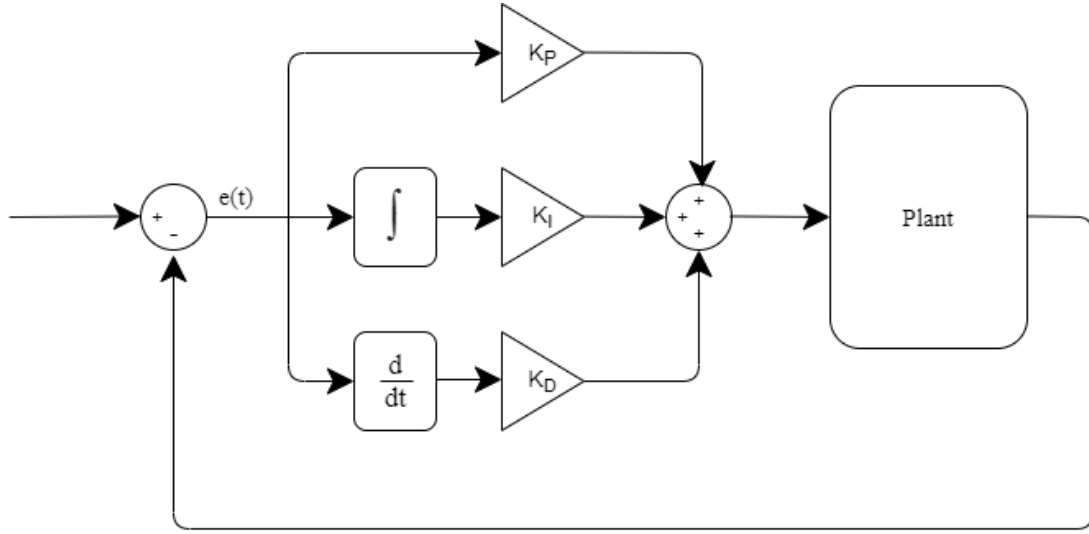 K_P
e(t)
+
-
∫
K_I
+
+
+
Plant
d
dt
K_D